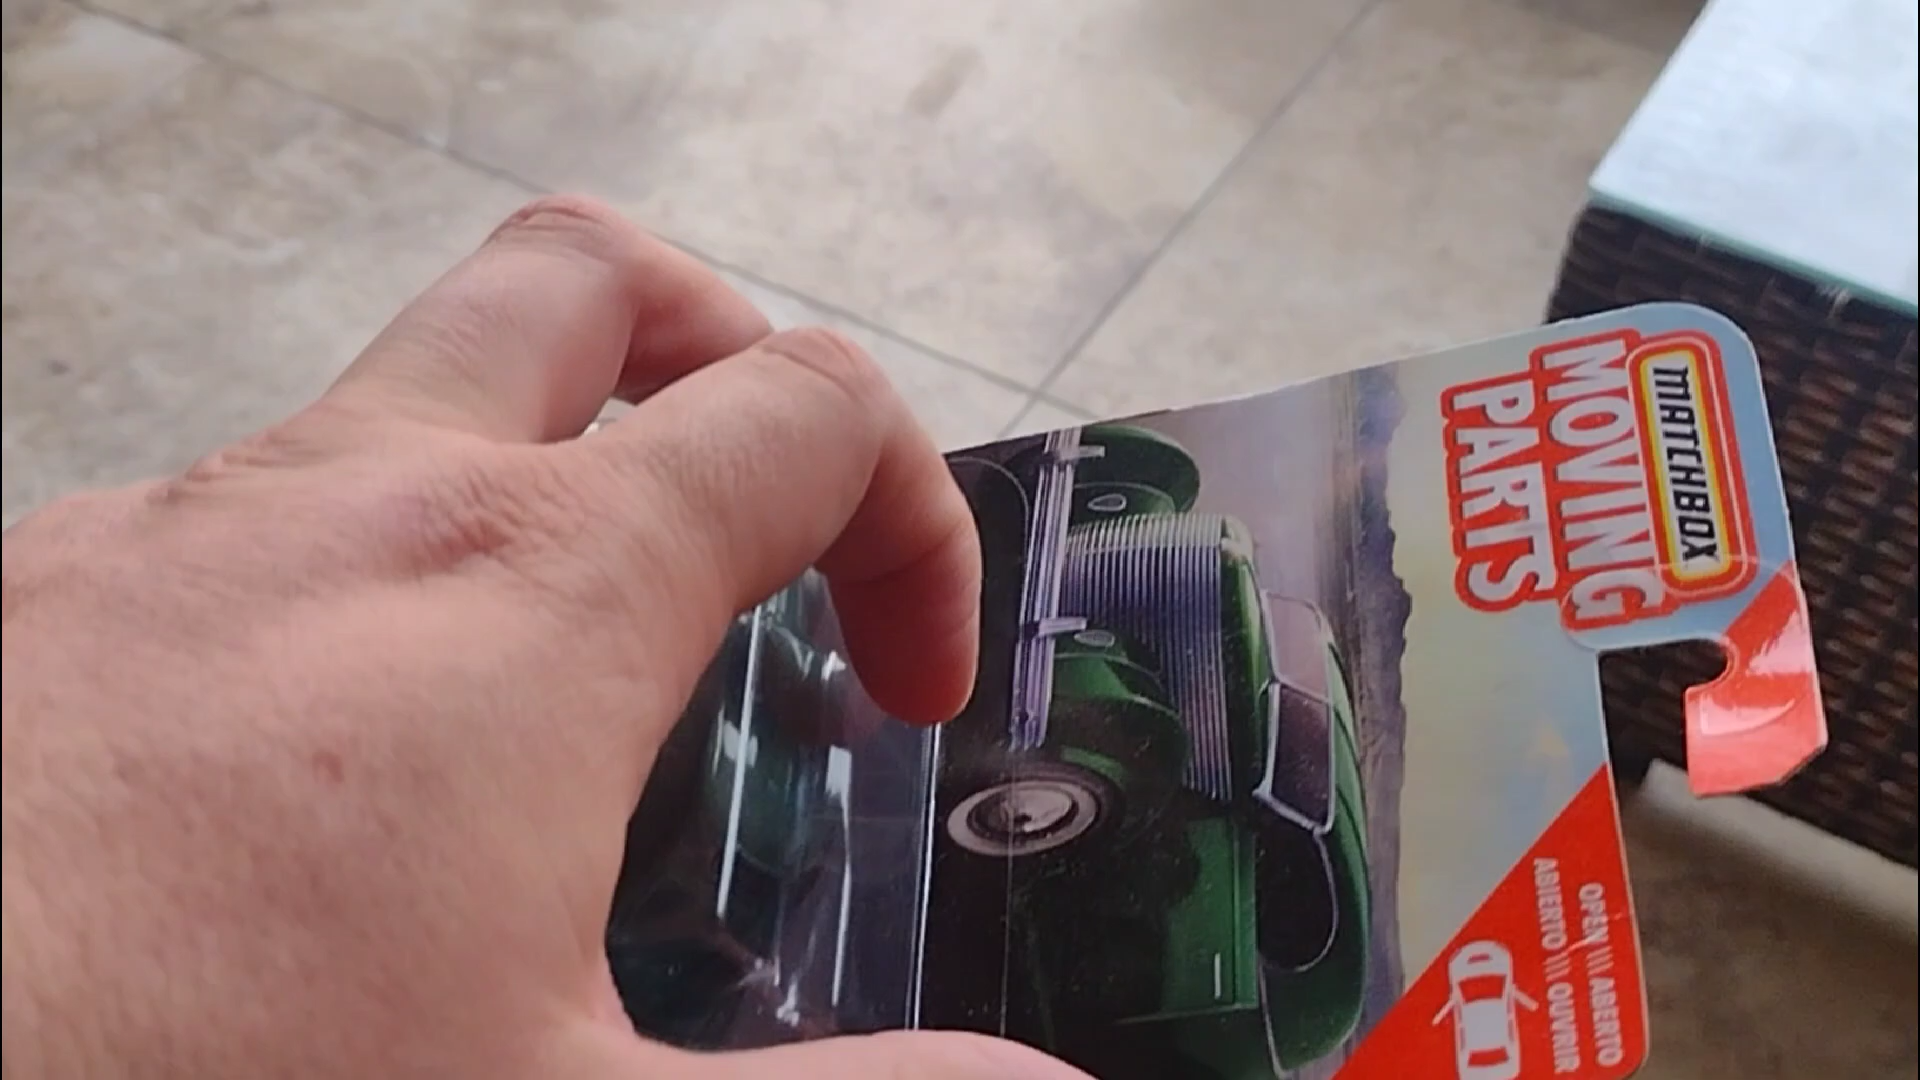 MATCHBOX
MOVING
PARTS
OPEN \\\ ABERTO
ABIERTO \\\ OUVRIR